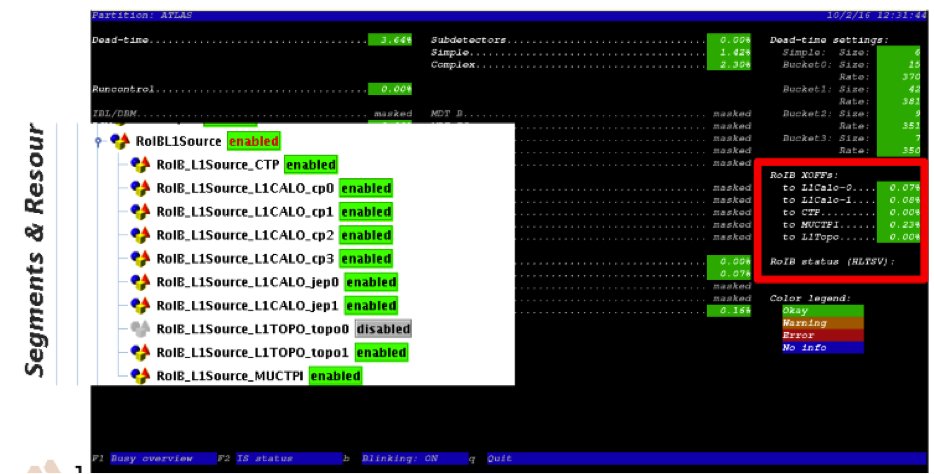 Partition: ATLAS 10/2/16 12:31:44
Dead-time 3.64% Subdetectors 0.00% Dead-time settings:
Simple 1.42% Simple: Size: 6
Complex 2.30% Bucket0: Size: 15
Rate: 370
Runcontrol 0.00% Bucket1: Size: 42
Rate: 381
IBL/DBM masked MDT B masked Bucket2: Size: 9
masked Rate: 351
masked Bucket3: Size: 7
masked Rate: 350
masked
RoIB XOFFs:
masked to L1Calo-0 0.07%
masked to L1Calo-1 0.08%
masked to CTP 0.00%
masked to MUCTPI 0.23%
masked to L1Topo 0.00%
0.00% RoIB status (HLTSV):
0.07%
masked
masked Color legend:
0.16% Okay
Warning
Error
No info
Segments & Resour
RoIBL1Source enabled
RoIB_L1Source_CTP enabled
RoIB_L1Source_L1CALO_cp0 enabled
RoIB_L1Source_L1CALO_cp1 enabled
RoIB_L1Source_L1CALO_cp2 enabled
RoIB_L1Source_L1CALO_cp3 enabled
RoIB_L1Source_L1CALO_jep0 enabled
RoIB_L1Source_L1CALO_jep1 enabled
RoIB_L1Source_L1TOPO_topo0 disabled
RoIB_L1Source_L1TOPO_topo1 enabled
RoIB_L1Source_MUCTPI enabled
F1 Busy overview F2 IS status b Blinking: ON q Quit